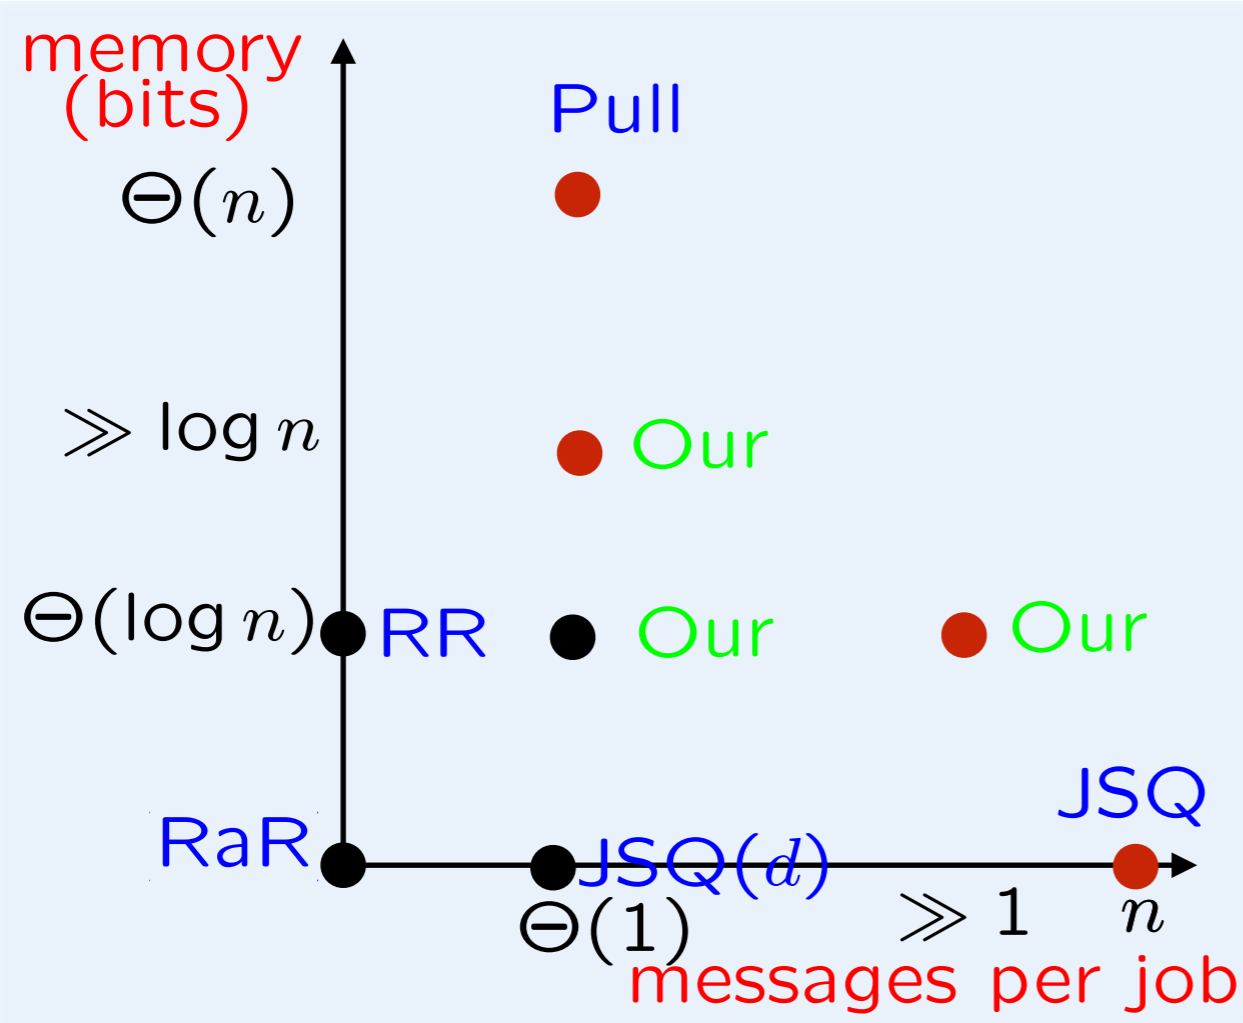 memory
(bits)
Pull
Θ(n)
≫ log n
Our
Θ(log n)
RR
Our
Our
JSQ
RaR
JSQ(d)
Θ(1)
≫ 1
n
messages per job